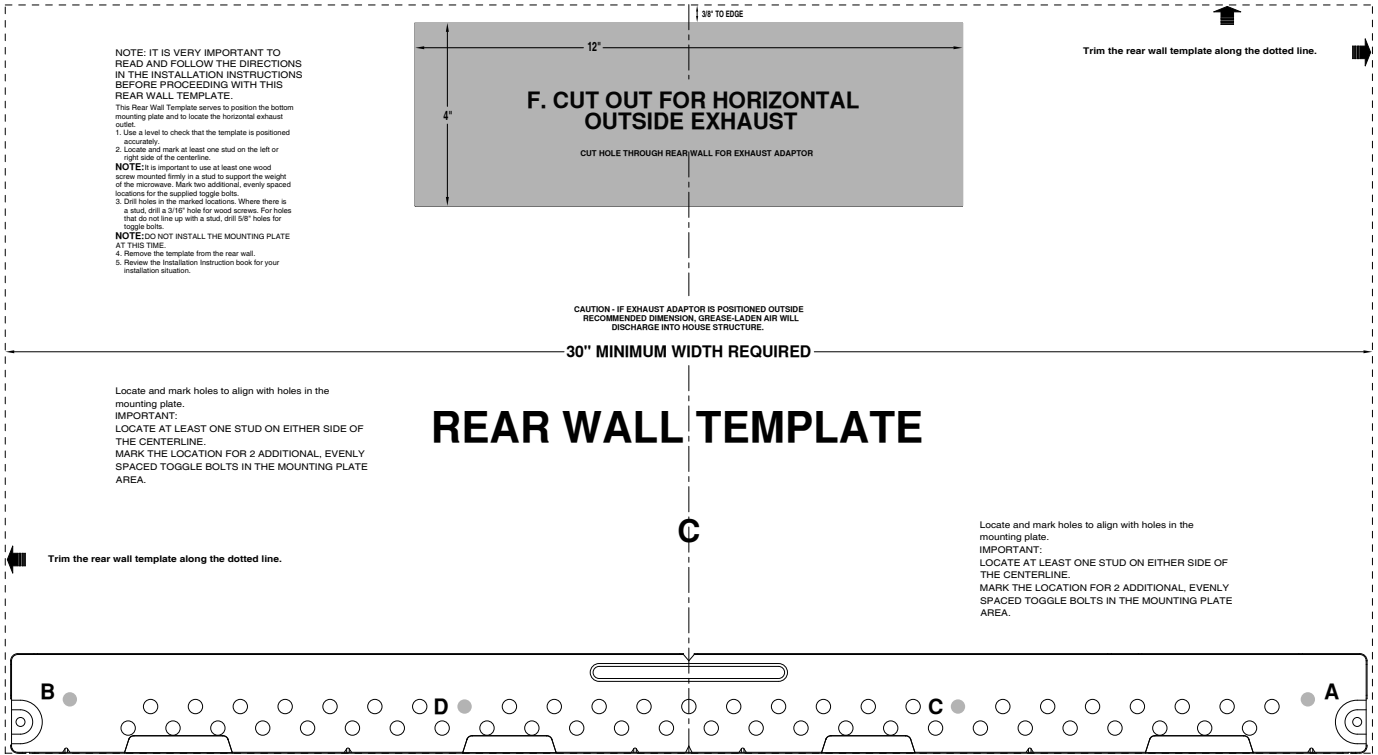 3/8" TO EDGE
NOTE: IT IS VERY IMPORTANT TO
READ AND FOLLOW THE DIRECTIONS
IN THE INSTALLATION INSTRUCTIONS
BEFORE PROCEEDING WITH THIS
REAR WALL TEMPLATE.
This Rear Wall Template serves to position the bottom
mounting plate and to locate the horizontal exhaust
outlet.
1. Use a level to check that the template is positioned
accurately.
2. Locate and mark at least one stud on the left or
right side of the centerline.
NOTE: It is important to use at least one wood
screw mounted firmly in a stud to support the weight
of the microwave. Mark two additional, evenly spaced
locations for the supplied toggle bolts.
3. Drill holes in the marked locations. Where there is
a stud, drill a 3/16" hole for wood screws. For holes
that do not line up with a stud, drill 5/8" holes for
toggle bolts.
NOTE: DO NOT INSTALL THE MOUNTING PLATE
AT THIS TIME.
4. Remove the template from the rear wall.
5. Review the Installation Instruction book for your
installation situation.
12"
4"
F. CUT OUT FOR HORIZONTAL
OUTSIDE EXHAUST
CUT HOLE THROUGH REAR WALL FOR EXHAUST ADAPTOR
Trim the rear wall template along the dotted line.
CAUTION - IF EXHAUST ADAPTOR IS POSITIONED OUTSIDE
RECOMMENDED DIMENSION, GREASE-LADEN AIR WILL
DISCHARGE INTO HOUSE STRUCTURE.
30" MINIMUM WIDTH REQUIRED
Locate and mark holes to align with holes in the
mounting plate.
IMPORTANT:
LOCATE AT LEAST ONE STUD ON EITHER SIDE OF
THE CENTERLINE.
MARK THE LOCATION FOR 2 ADDITIONAL, EVENLY
SPACED TOGGLE BOLTS IN THE MOUNTING PLATE
AREA.
REAR WALL TEMPLATE
C
Trim the rear wall template along the dotted line.
Locate and mark holes to align with holes in the
mounting plate.
IMPORTANT:
LOCATE AT LEAST ONE STUD ON EITHER SIDE OF
THE CENTERLINE.
MARK THE LOCATION FOR 2 ADDITIONAL, EVENLY
SPACED TOGGLE BOLTS IN THE MOUNTING PLATE
AREA.
B
D
C
A